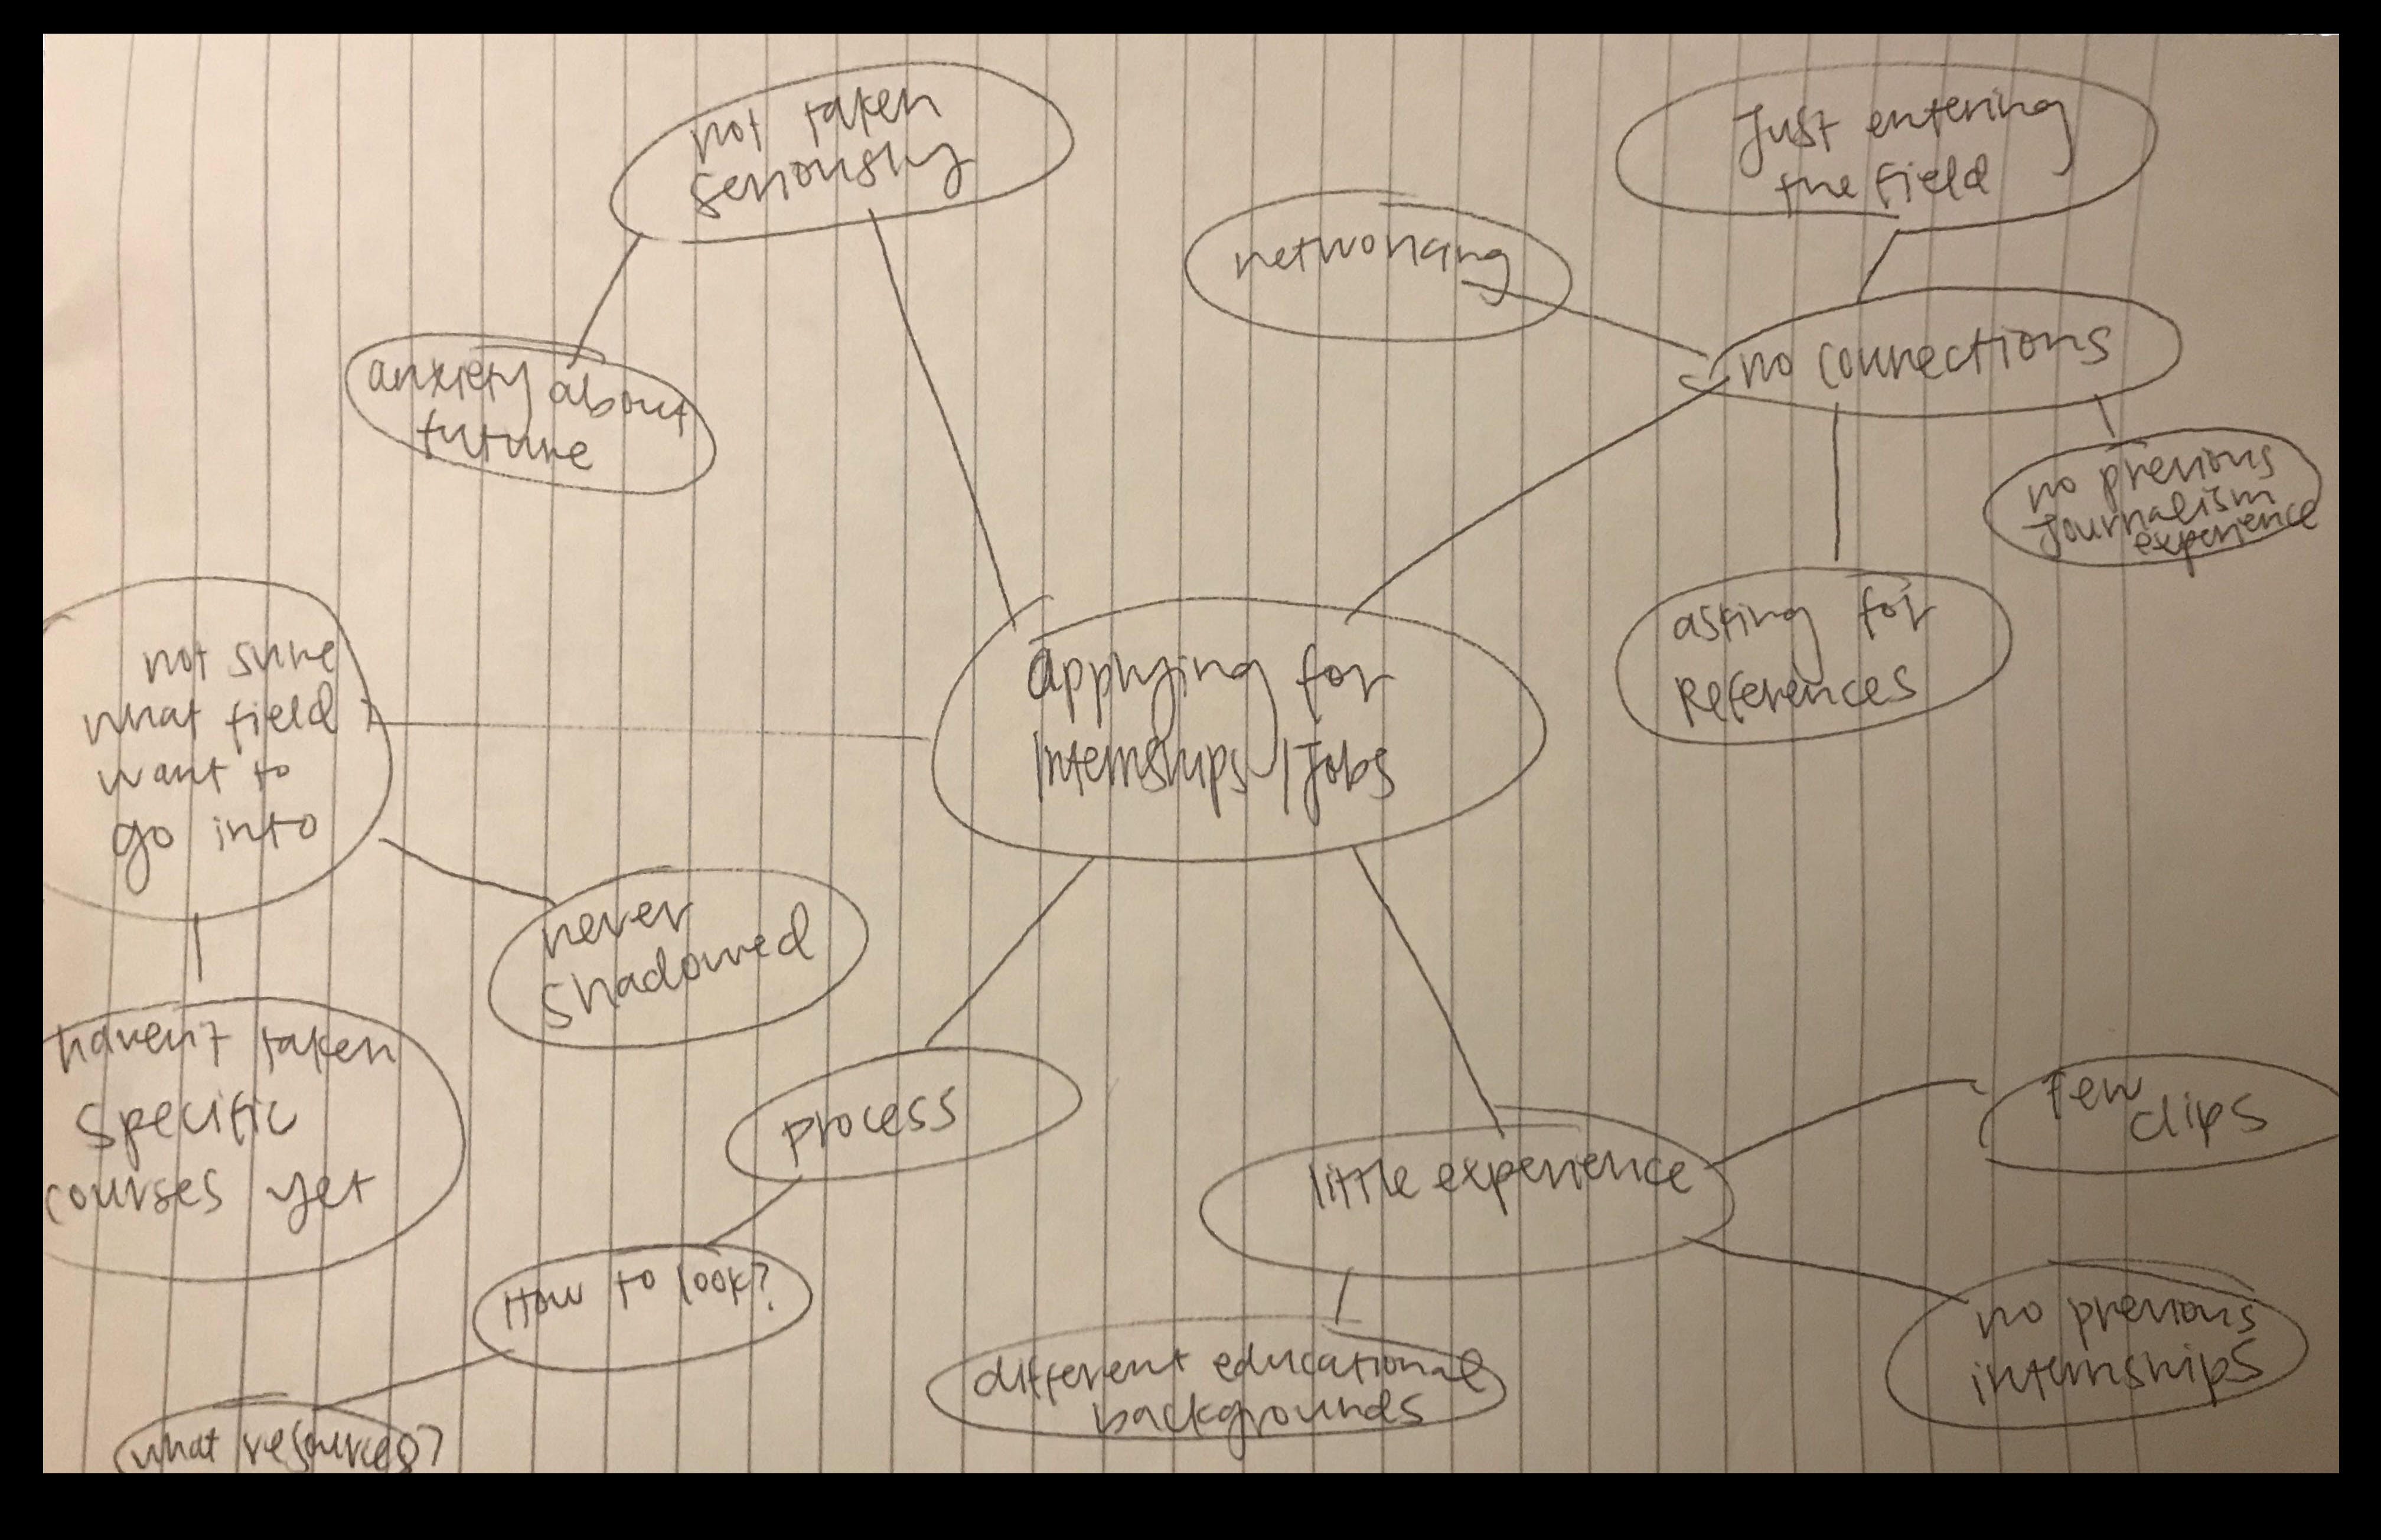 not taken
seriously
Just entering
the field
networking
no connections
anxiety about
future
no previous
Journalism
experience
asking for
References
not sure
what field
want to
go into
applying for
Internships/Jobs
never
shadowed
haven't taken
specific
courses yet
process
few
clips
little experience
How to look?
no previous
internships
different educational
backgrounds
what resources?